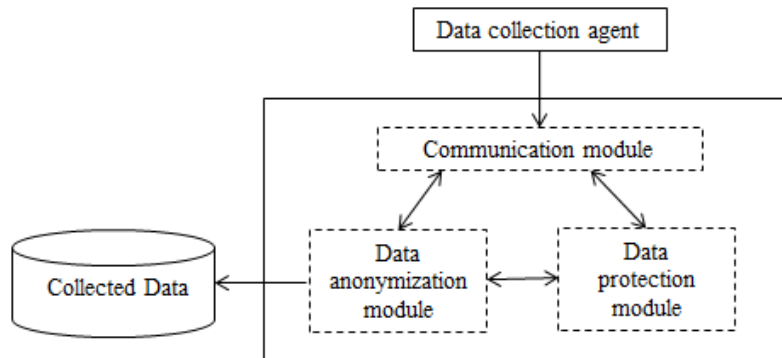 Data collection agent
Communication module
Data
anonymization
module
Data
protection
module
Collected Data